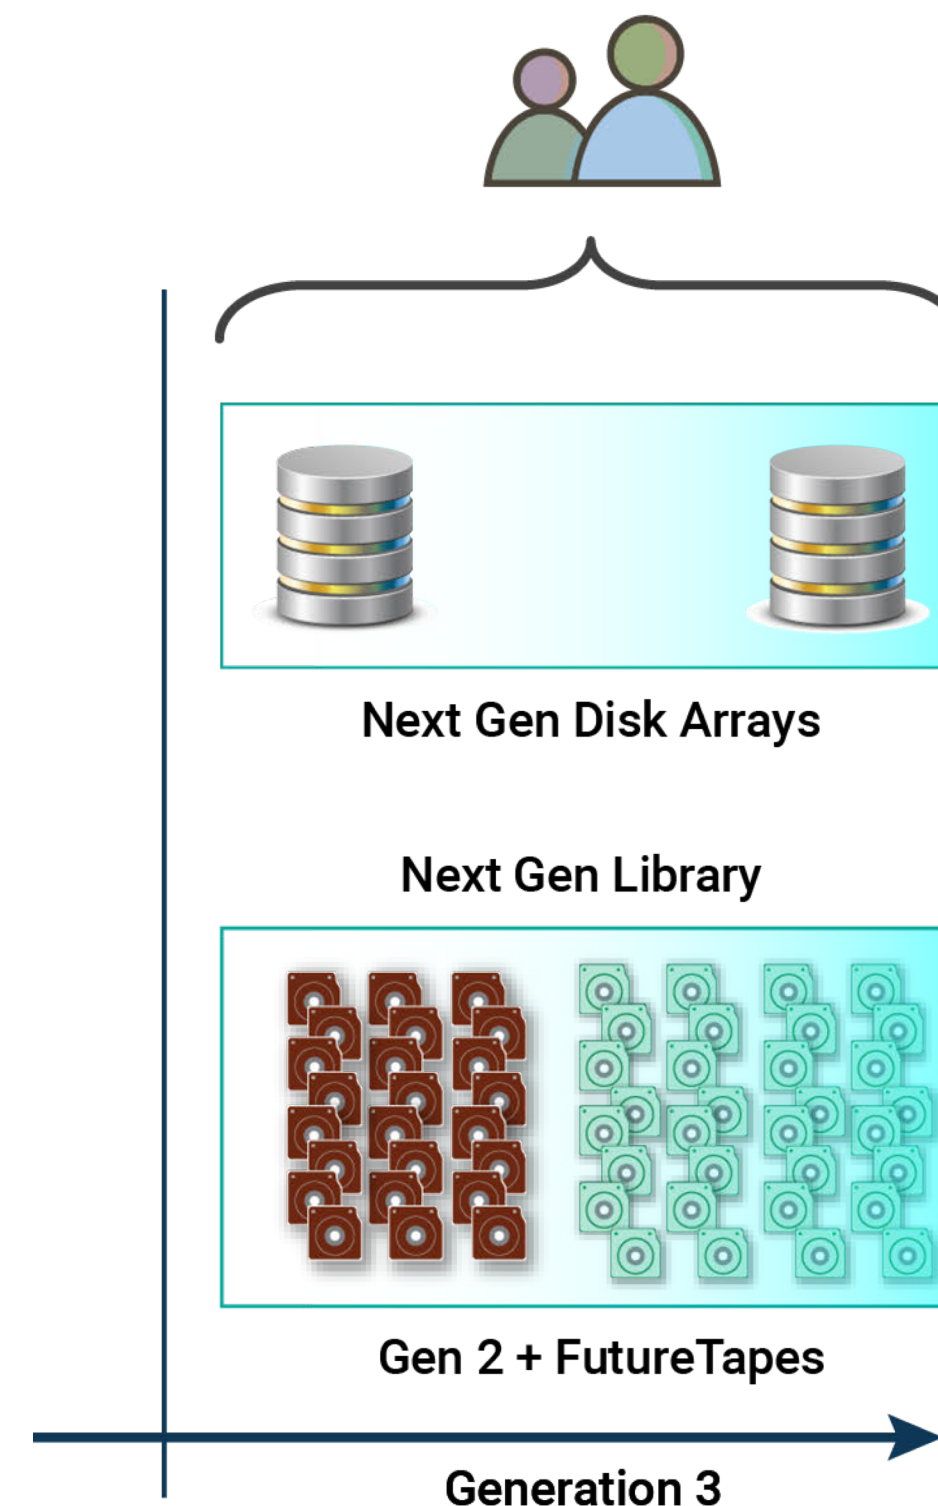 Next Gen Disk Arrays
Next Gen Library
Gen 2 + FutureTapes
Generation 3